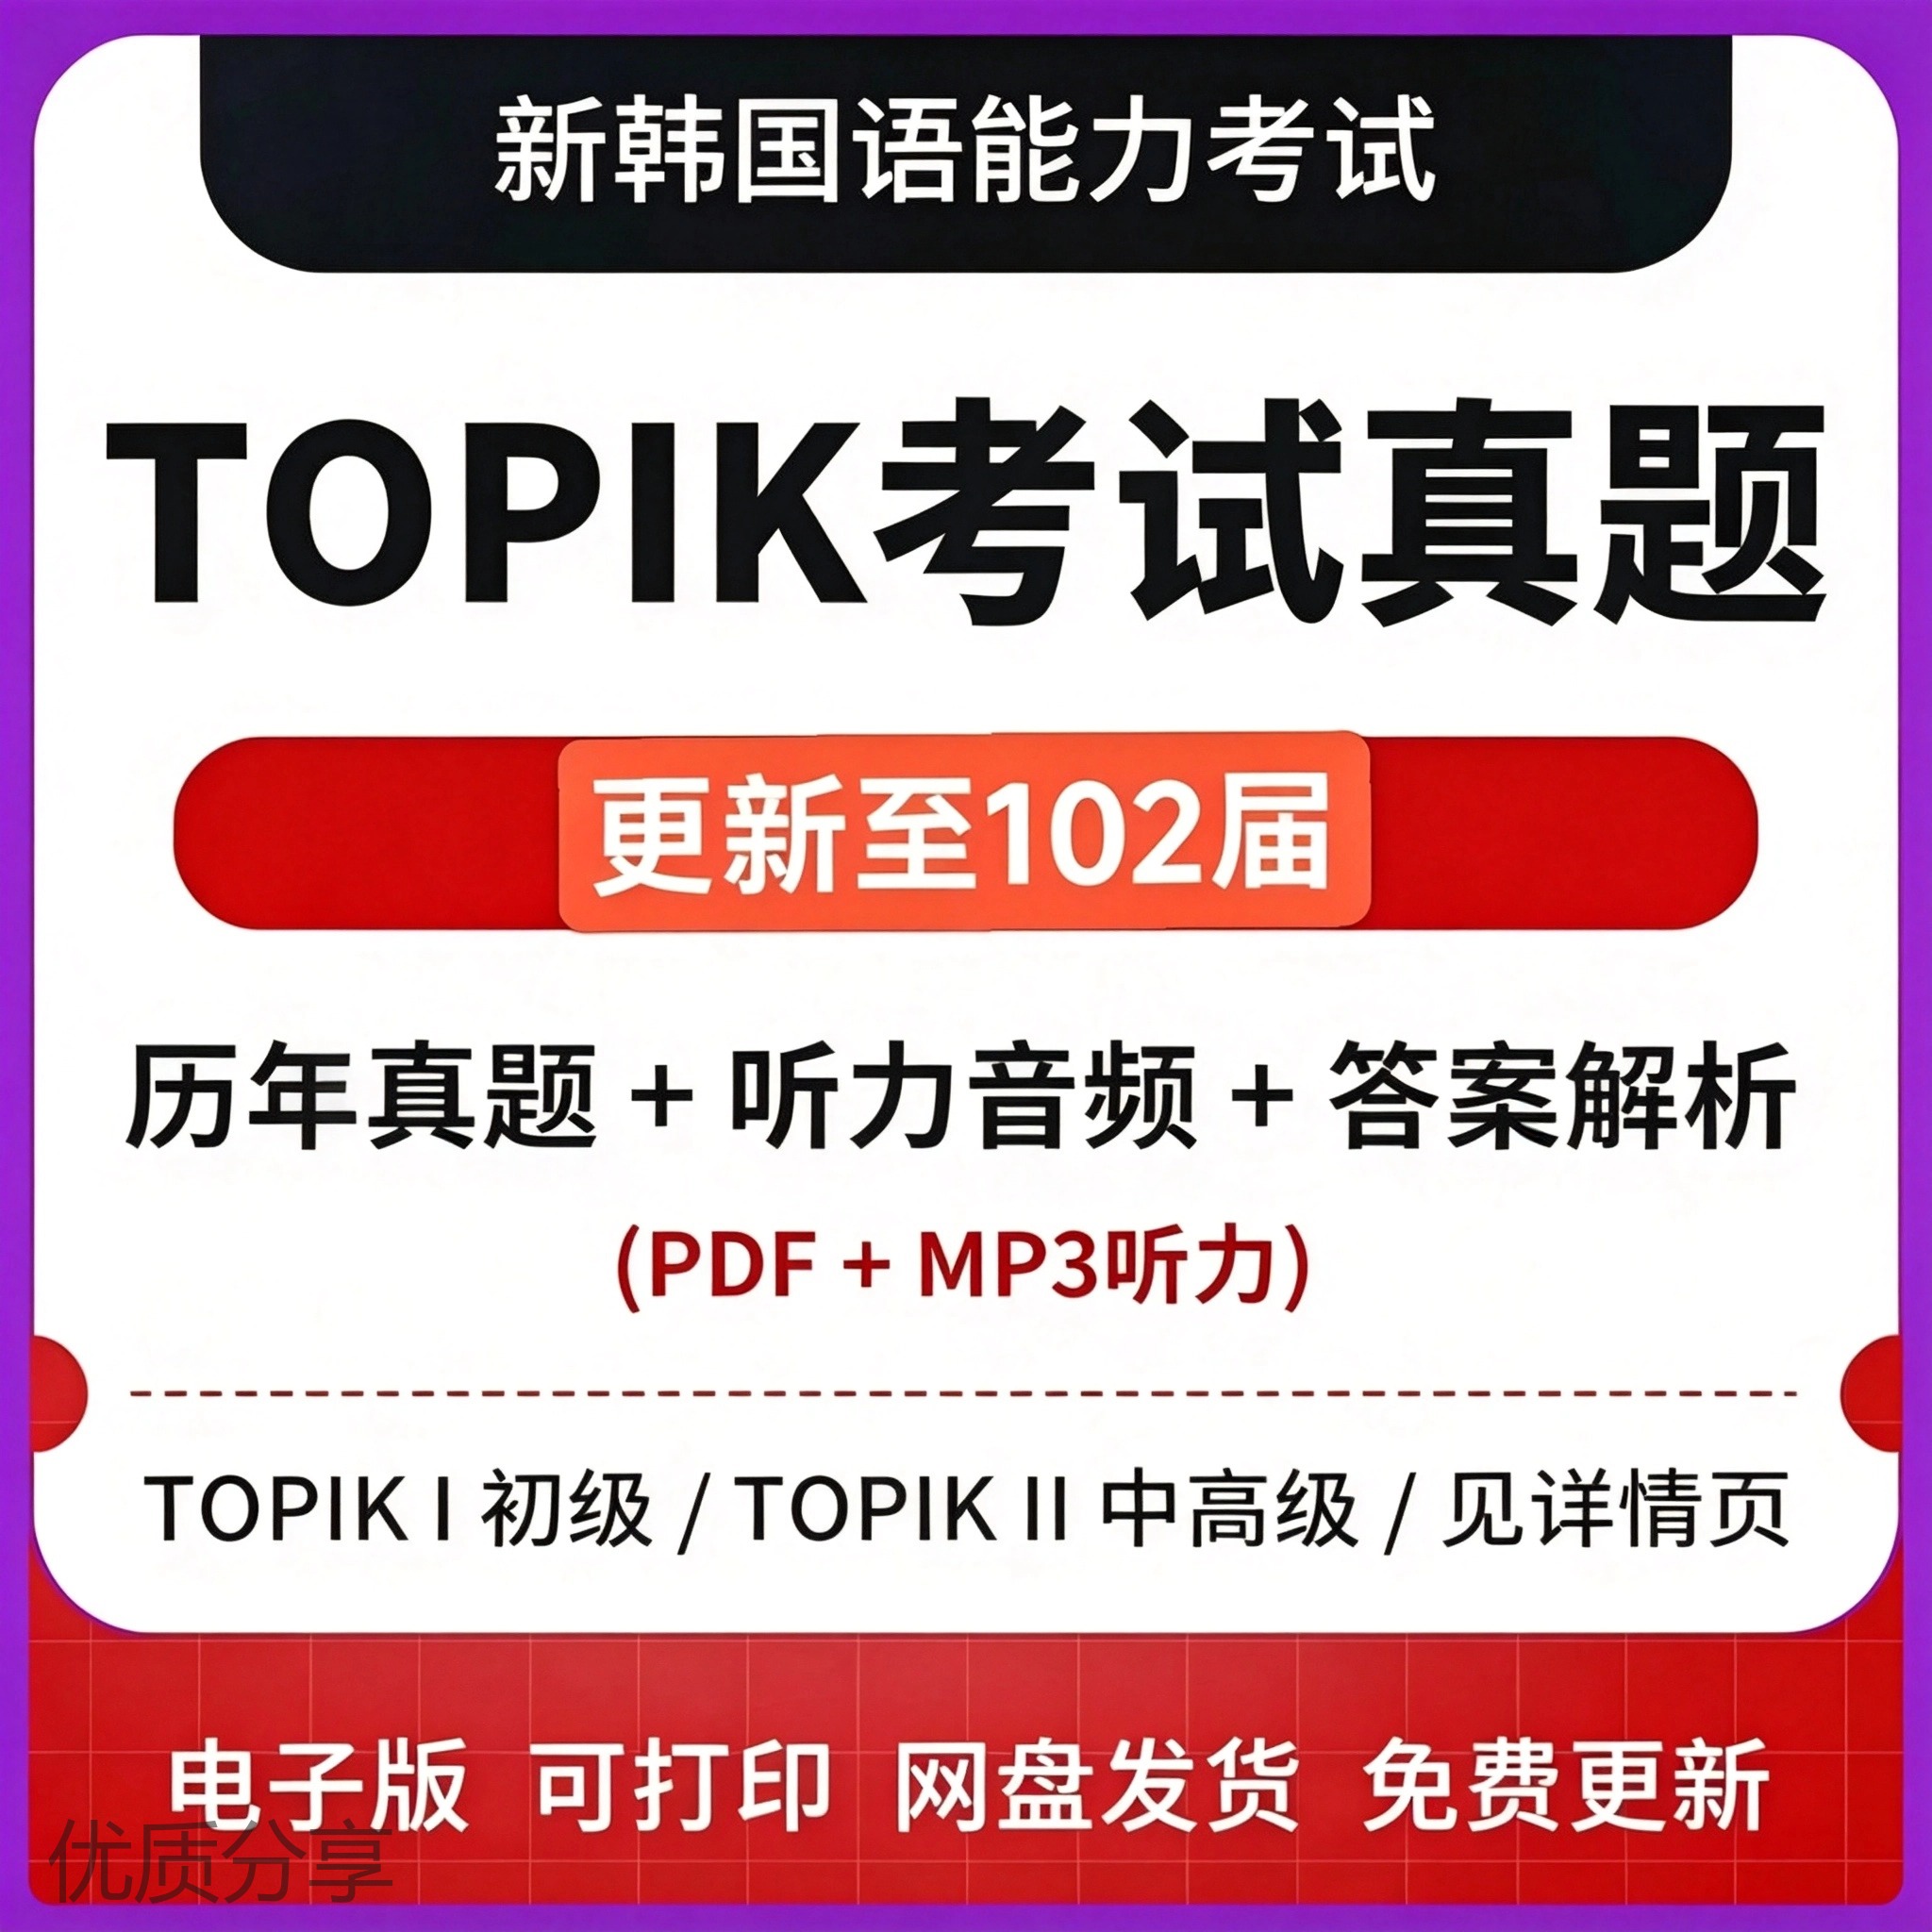 新韩国语能力考试
TOPIK考试真题
更新至102届
历年真题 + 听力音频 + 答案解析
(PDF + MP3听力)
TOPIK I 初级 / TOPIK II 中高级 / 见详情页
电子版 可打印 网盘发货 免费更新
优质分享